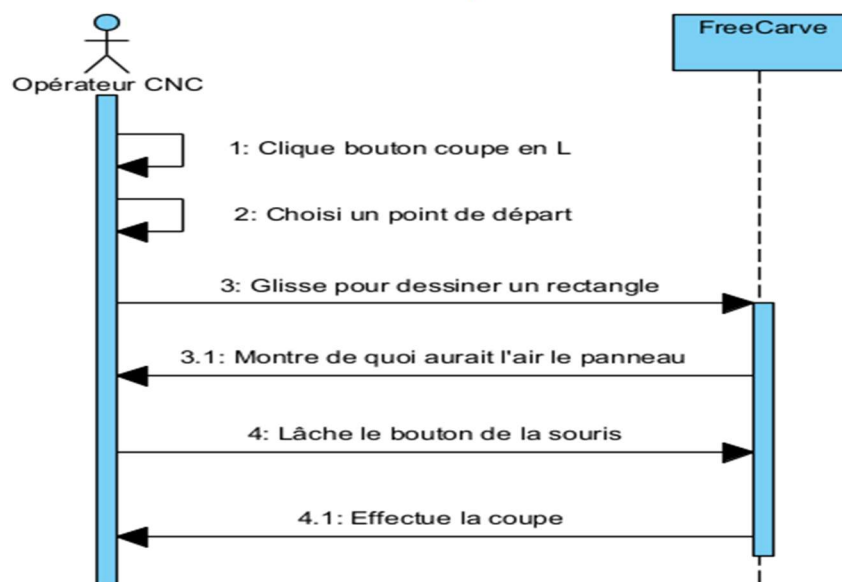 FreeCarve
Opérateur CNC
1: Clique bouton coupe en L
2: Choisi un point de départ
3: Glisse pour dessiner un rectangle
3.1: Montre de quoi aurait l'air le panneau
4: Lâche le bouton de la souris
4.1: Effectue la coupe